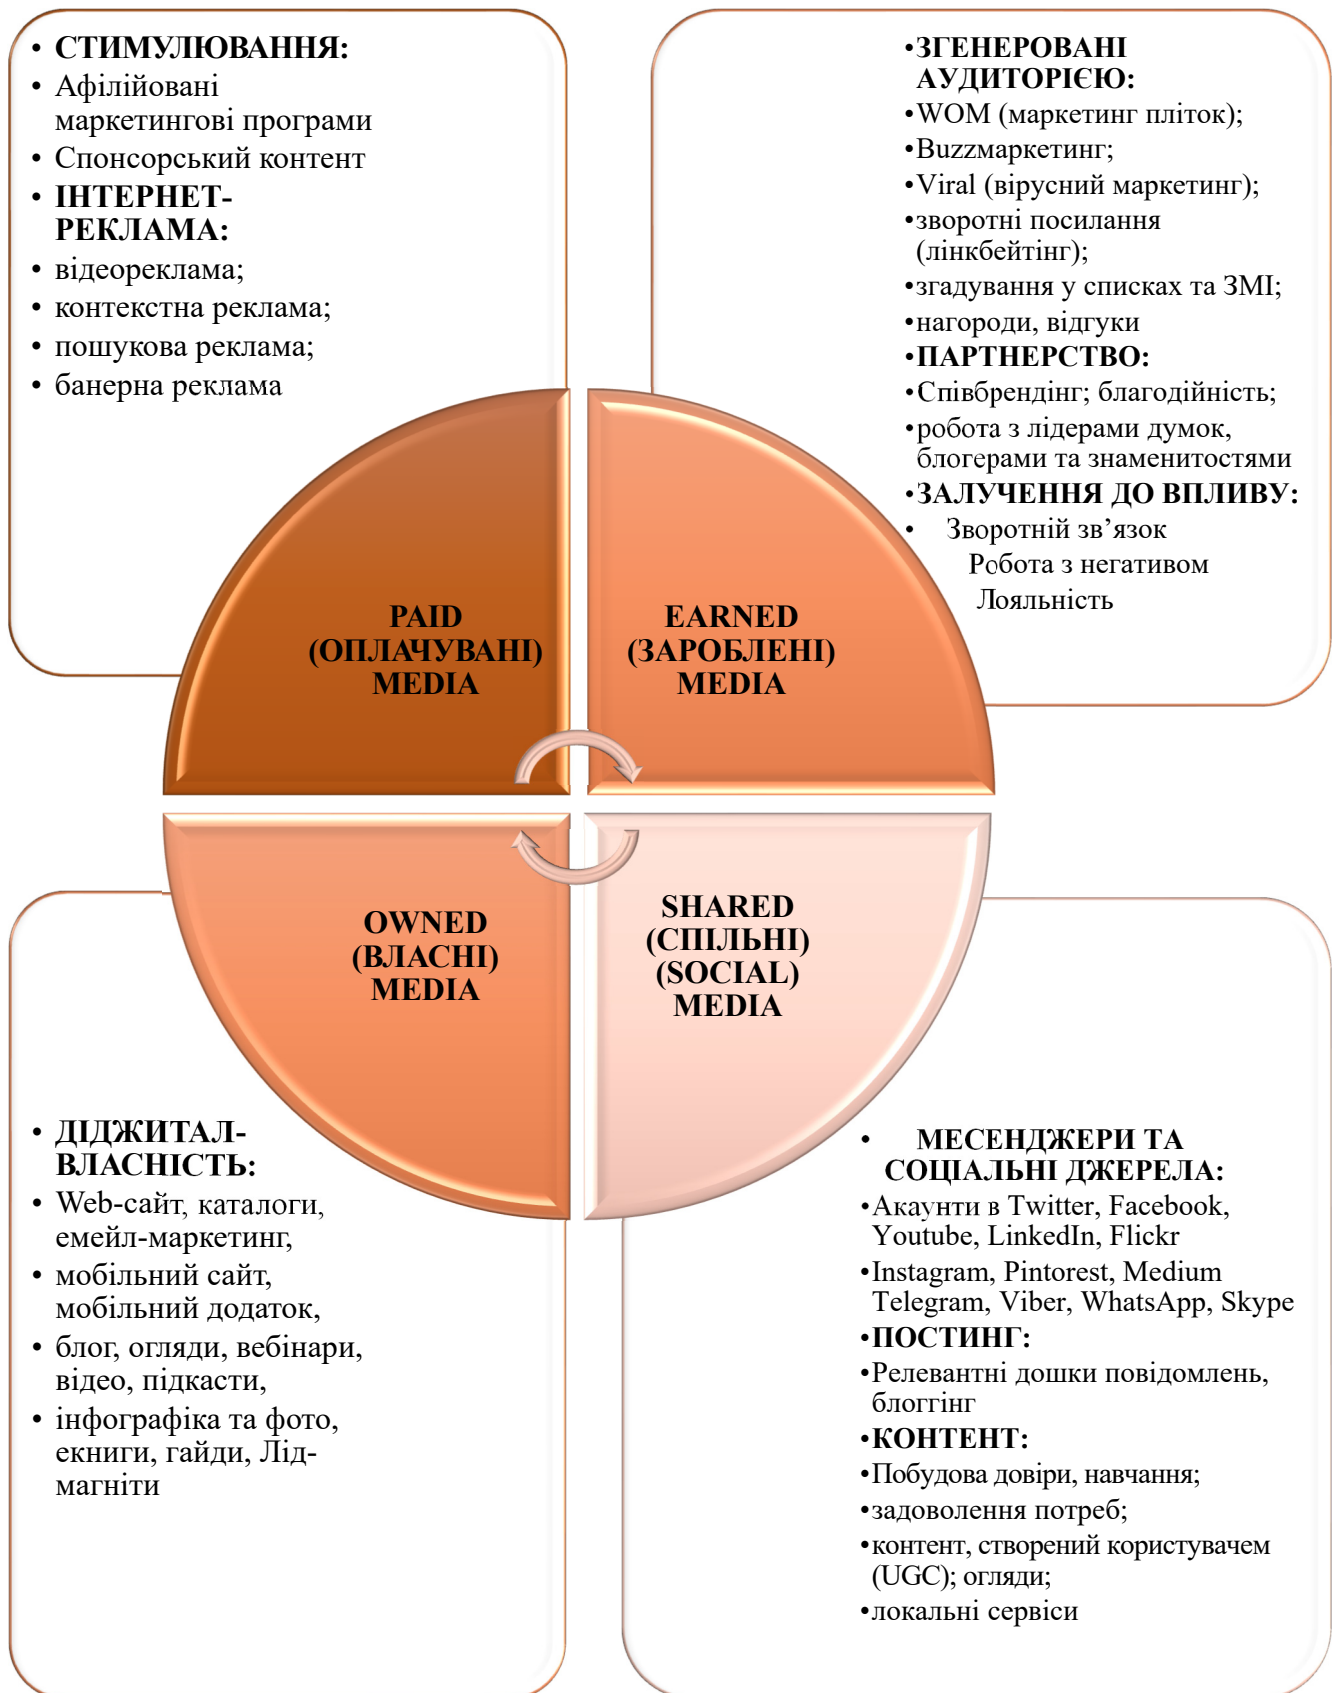 • СТИМУЛЮВАННЯ:
• Афілійовані
маркетингові програми
• Спонсорський контент
• ІНТЕРНЕТ-
РЕКЛАМА:
• відеореклама;
• контекстна реклама;
• пошукова реклама;
• банерна реклама
•ЗГЕНЕРОВАНІ
АУДИТОРІЄЮ:
•WOM (маркетинг пліток);
•Buzzмаркетинг;
•Viral (вірусний маркетинг);
•зворотні посилання
(лінкбейтінг);
•згадування у списках та ЗМІ;
•нагороди, відгуки
•ПАРТНЕРСТВО:
•Співбрендінг; благодійність;
•робота з лідерами думок,
блогерами та знаменитостями
•ЗАЛУЧЕННЯ ДО ВПЛИВУ:
• Зворотній зв’язок
Робота з негативом
Лояльність
PAID
(ОПЛАЧУВАНІ)
MEDIA
EARNED
(ЗАРОБЛЕНІ)
MEDIA
OWNED
(ВЛАСНІ)
MEDIA
SHARED
(СПІЛЬНІ)
(SOCIAL)
MEDIA
• ДІДЖИТАЛ-
ВЛАСНІСТЬ:
• Web-сайт, каталоги,
емейл-маркетинг,
• мобільний сайт,
мобільний додаток,
• блог, огляди, вебінари,
відео, підкасти,
• інфографіка та фото,
екниги, гайди, Лід-
магніти
• МЕСЕНДЖЕРИ ТА
СОЦІАЛЬНІ ДЖЕРЕЛА:
•Акаунти в Twitter, Facebook,
Youtube, LinkedIn, Flickr
•Instagram, Pintorest, Medium
Telegram, Viber, WhatsApp, Skype
•ПОСТИНГ:
•Релевантні дошки повідомлень,
блоггінг
•КОНТЕНТ:
•Побудова довіри, навчання;
•задоволення потреб;
•контент, створений користувачем
(UGC); огляди;
•локальні сервіси